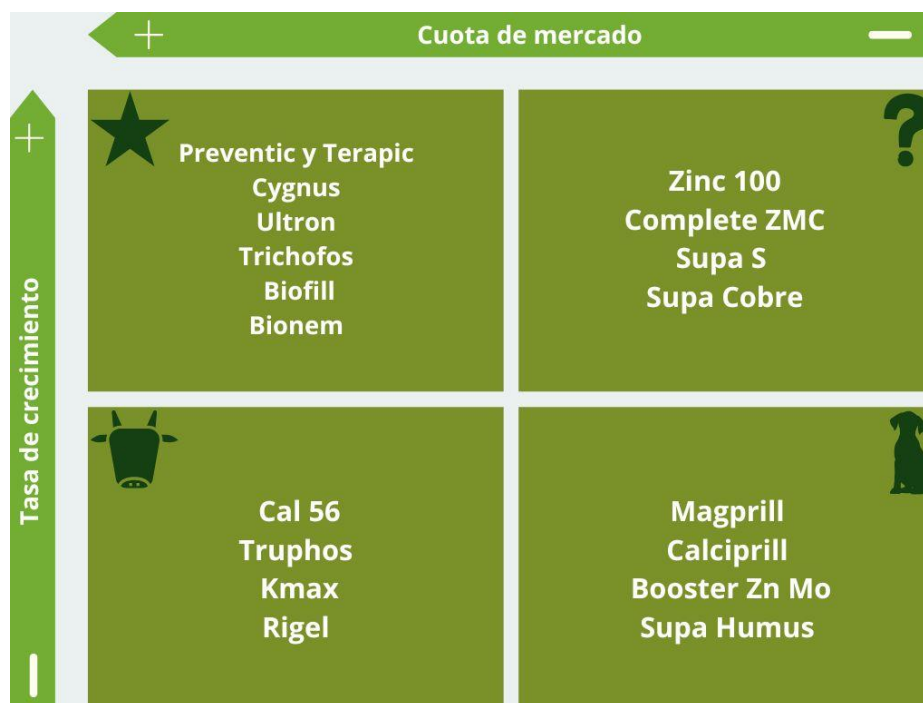 Cuota de mercado
Tasa de crecimiento
Preventic y Terapic
Cygnus
Ultron
Trichofos
Biofill
Bionem
?
Zinc 100
Complete ZMC
Supa S
Supa Cobre
Cal 56
Truphos
Kmax
Rigel
Magprill
Calciprill
Booster Zn Mo
Supa Humus